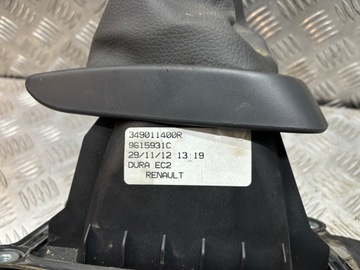 349011400R
9615931C
29/11/12 13:19
DURA EC2
RENAULT